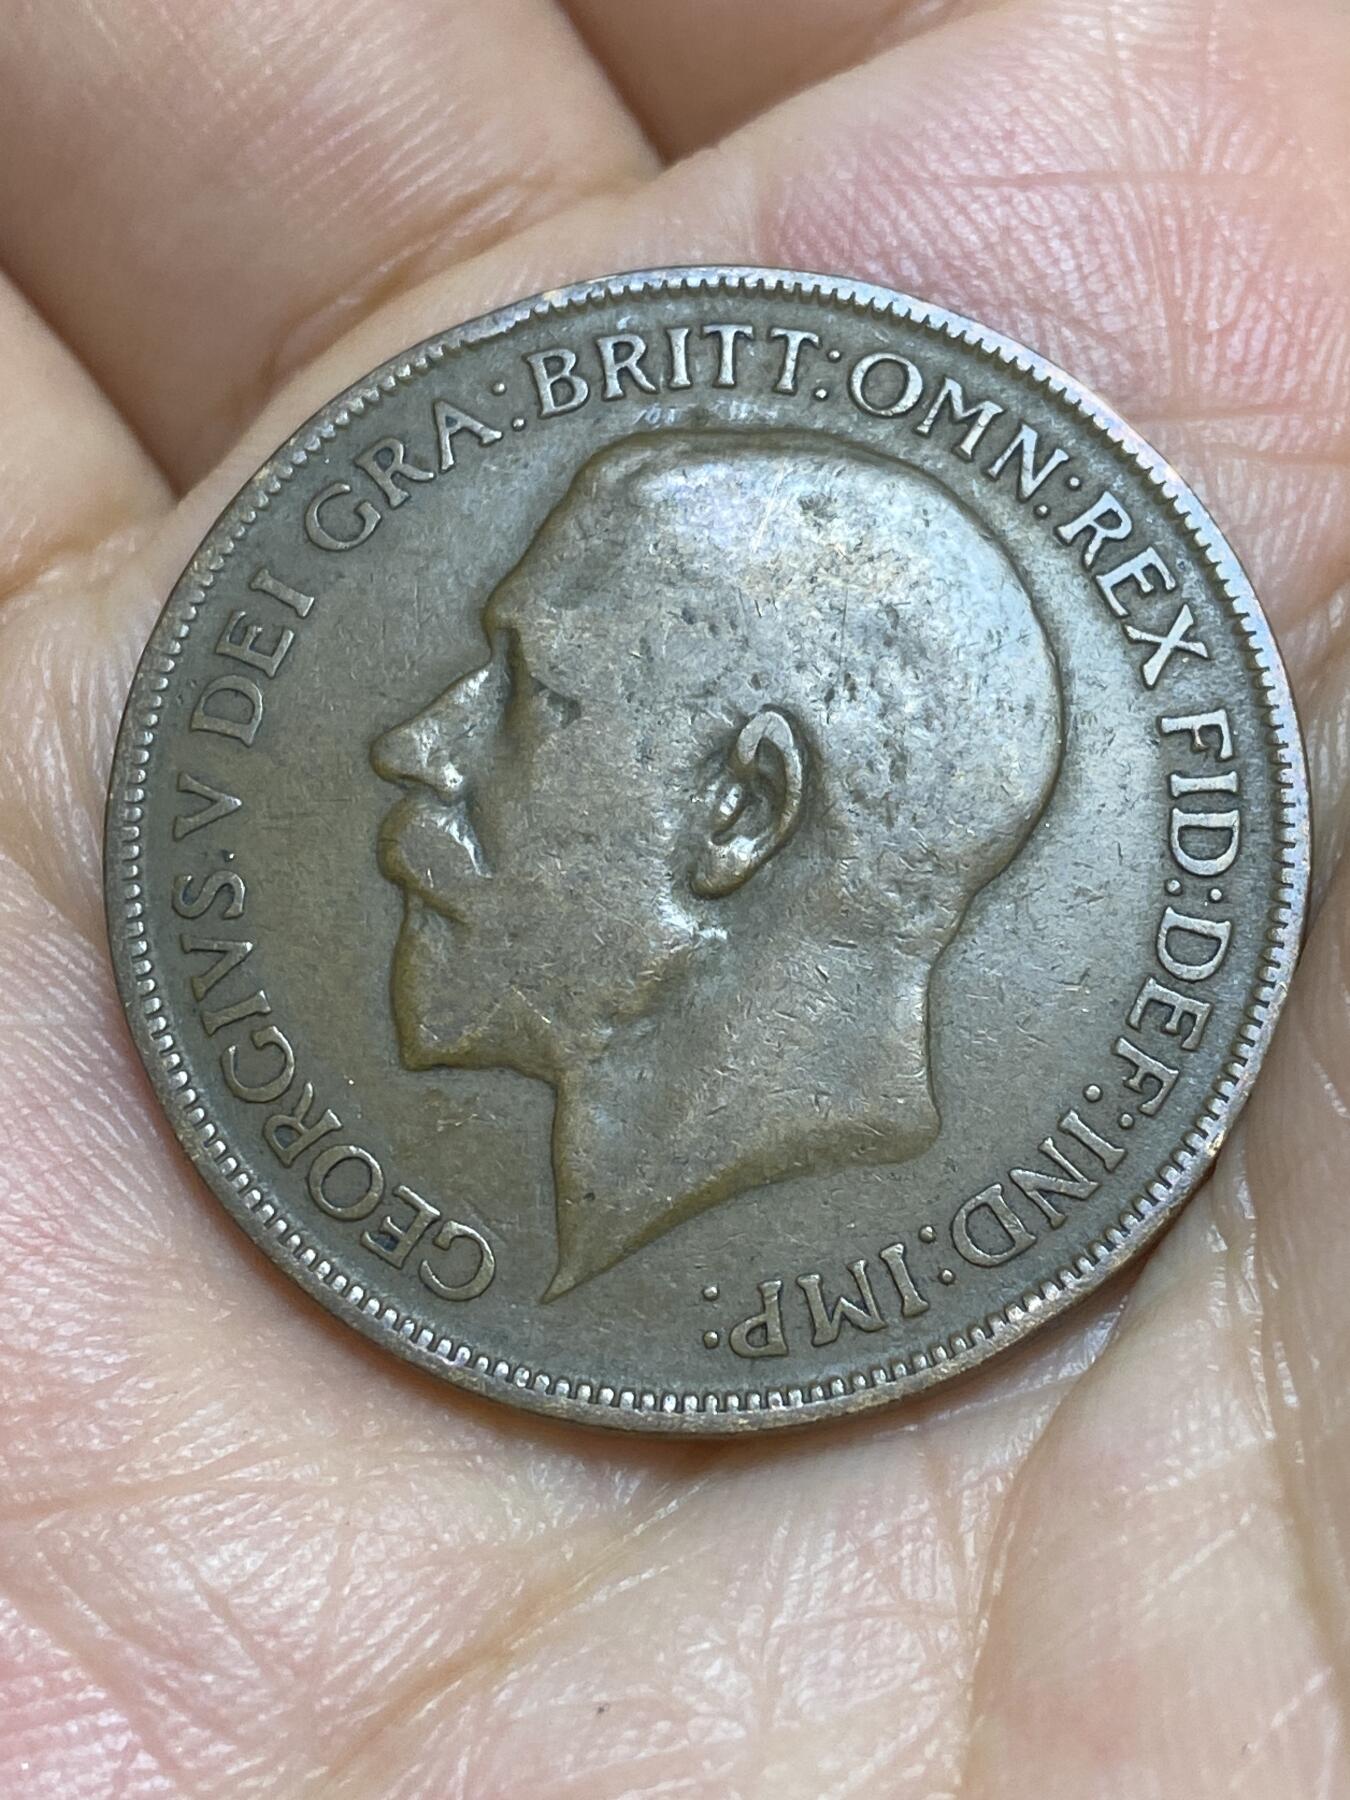 GEORGIVS V DEI GRA: BRITT: OMN: REX FID: DEF: IND: IMP: